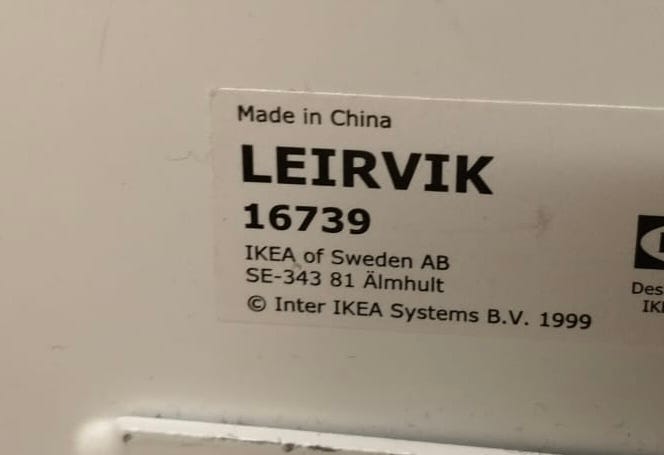 Made in China
LEIRVIK
16739
IKEA of Sweden AB
SE-343 81 Älmhult
© Inter IKEA Systems B.V. 1999